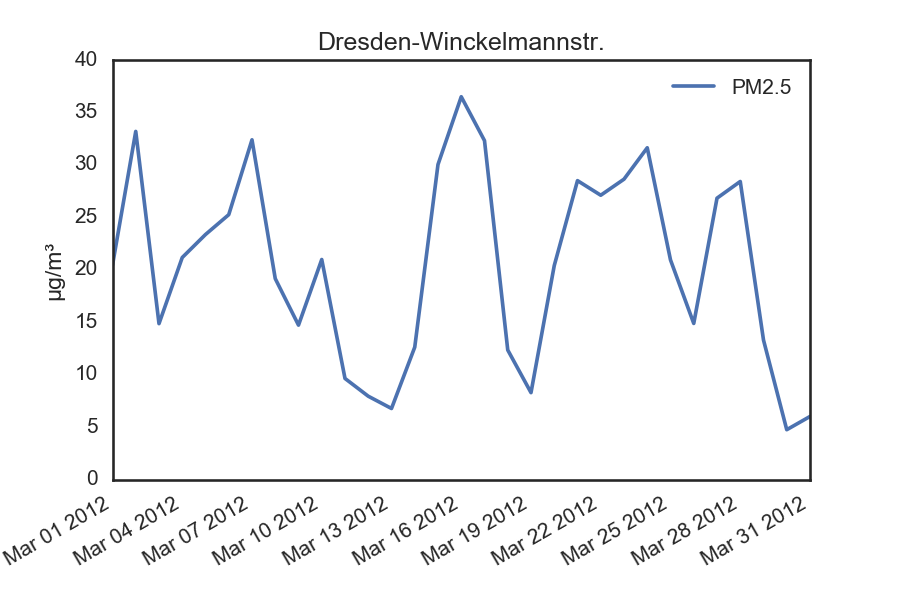 Dresden-Winckelmannstr.
PM2.5
µg/m³
40
35
30
25
20
15
10
5
0
Mar 01 2012
Mar 04 2012
Mar 07 2012
Mar 10 2012
Mar 13 2012
Mar 16 2012
Mar 19 2012
Mar 22 2012
Mar 25 2012
Mar 28 2012
Mar 31 2012